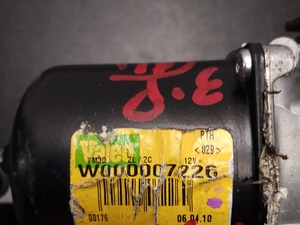 3.8
Valeo
PTR
<029>
WM30 2L/2C 12V
W000007226
00176 06.04.10